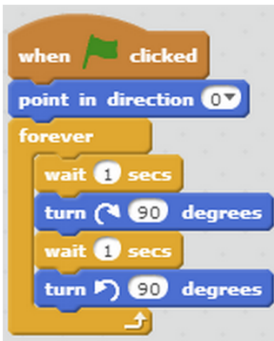 when clicked
point in direction 0
forever
wait 1 secs
turn 90 degrees
wait 1 secs
turn 90 degrees